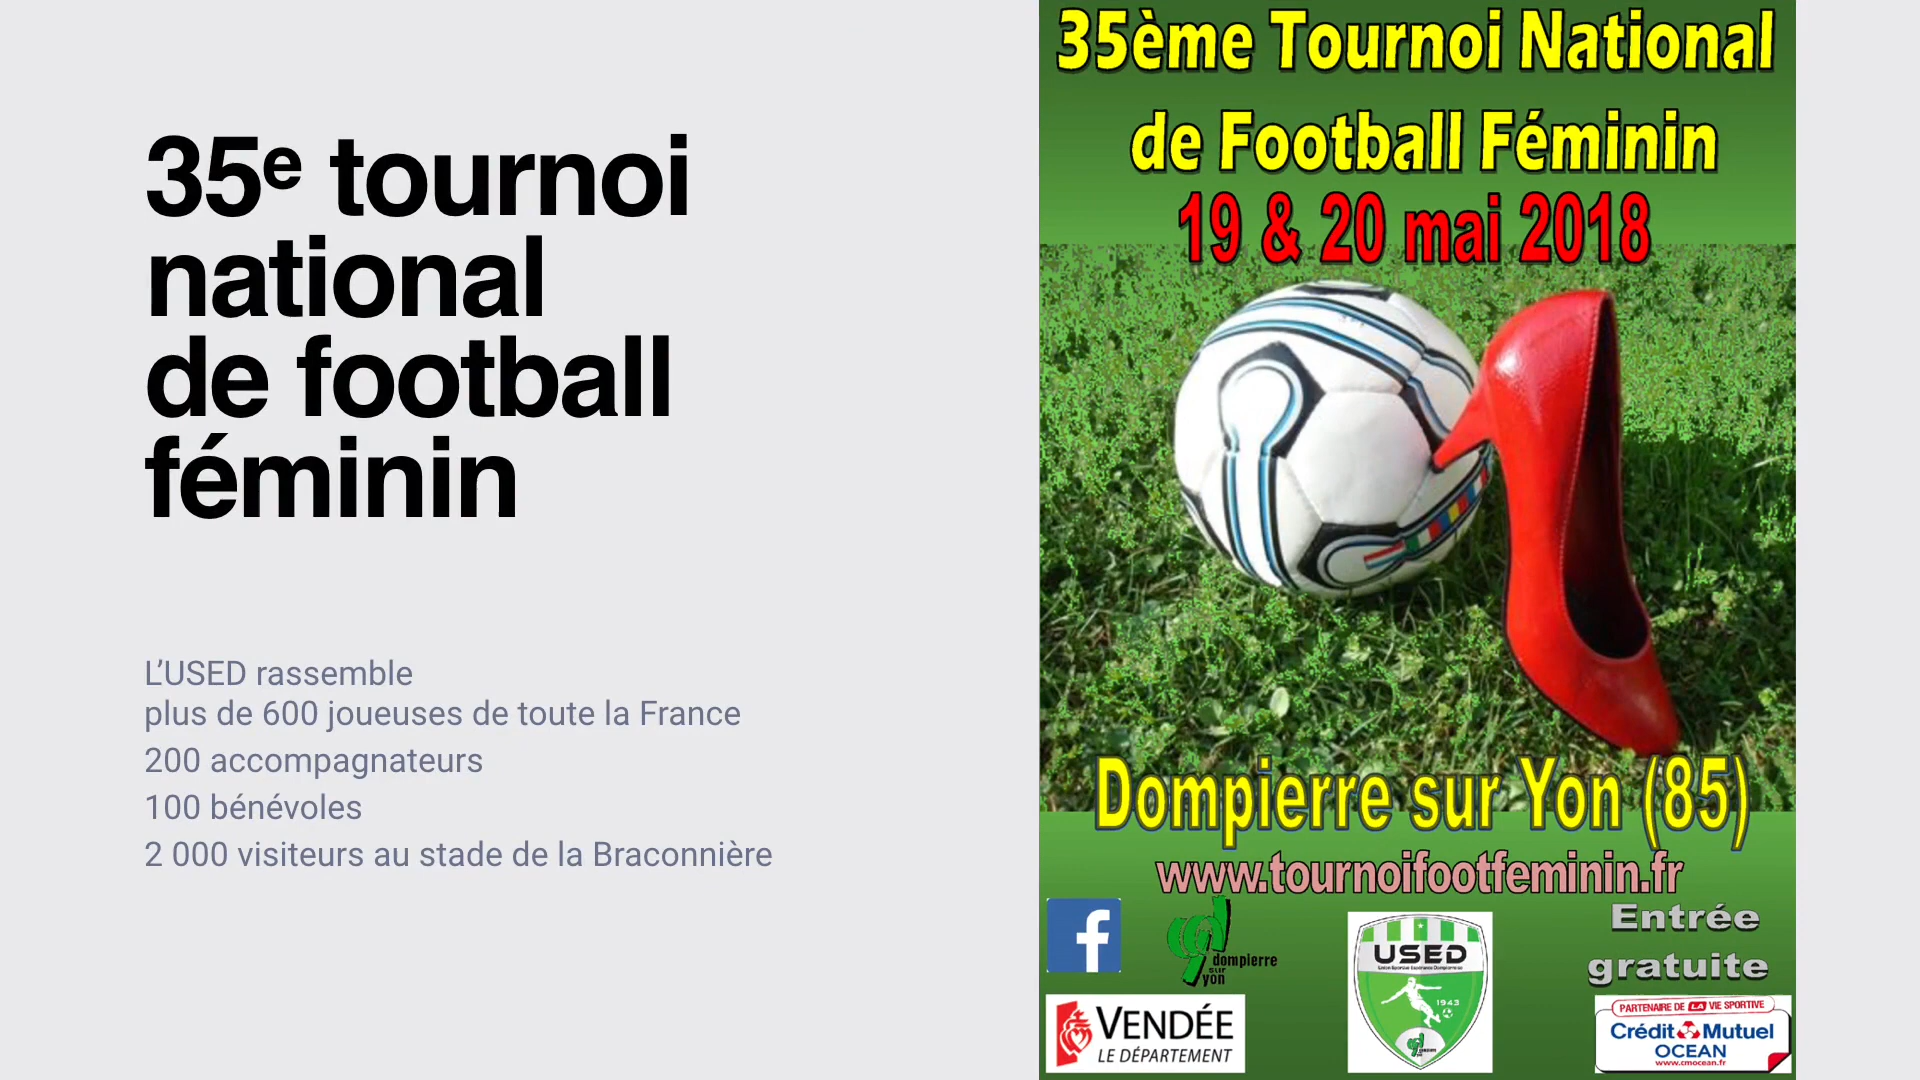 35e tournoi
national
de football
féminin
L’USED rassemble
plus de 600 joueuses de toute la France
200 accompagnateurs
100 bénévoles
2 000 visiteurs au stade de la Braconnière
35ème Tournoi National
de Football Féminin
19 & 20 mai 2018
Dompierre sur Yon (85)
www.tournoifootfeminin.fr
Entrée
gratuite
dompierre
sur
yon
USED
1943
VENDÉE
LE DÉPARTEMENT
PARTENAIRE DE LA VIE SPORTIVE
Crédit Mutuel
OCEAN
www.cmocean.fr